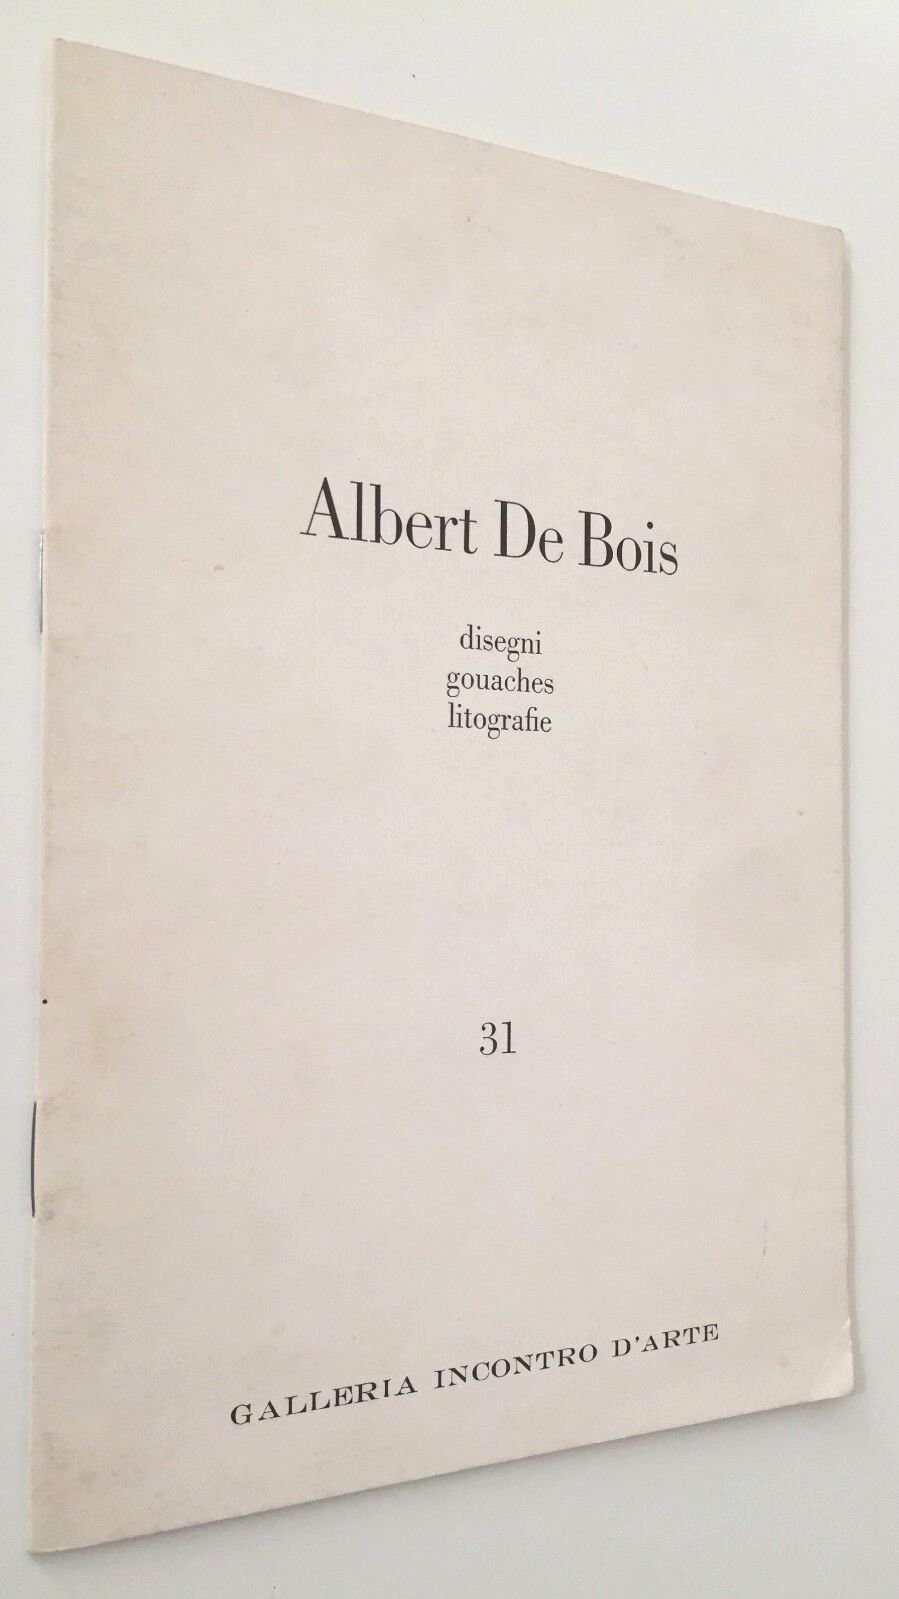 Albert De Bois
disegni
gouaches
litografie
31
GALLERIA INCONTRO D'ARTE